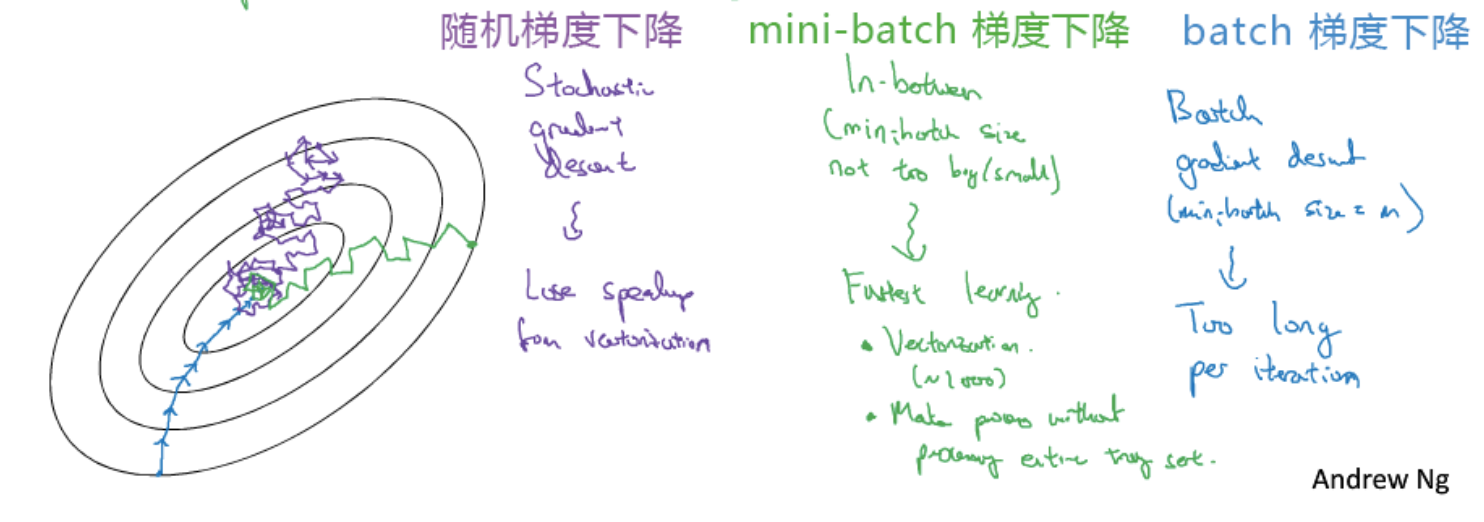 随机梯度下降
Stochastic
gradient
descent
Lose speedup
from vectorization
mini-batch 梯度下降
In-between
(mini-batch size
not too big/small)
Fastest learning.
• Vectorization.
(~1000)
• Make progress without
processing entire training set.
batch 梯度下降
Batch
gradient descent
(mini-batch size = m)
Too long
per iteration
Andrew Ng